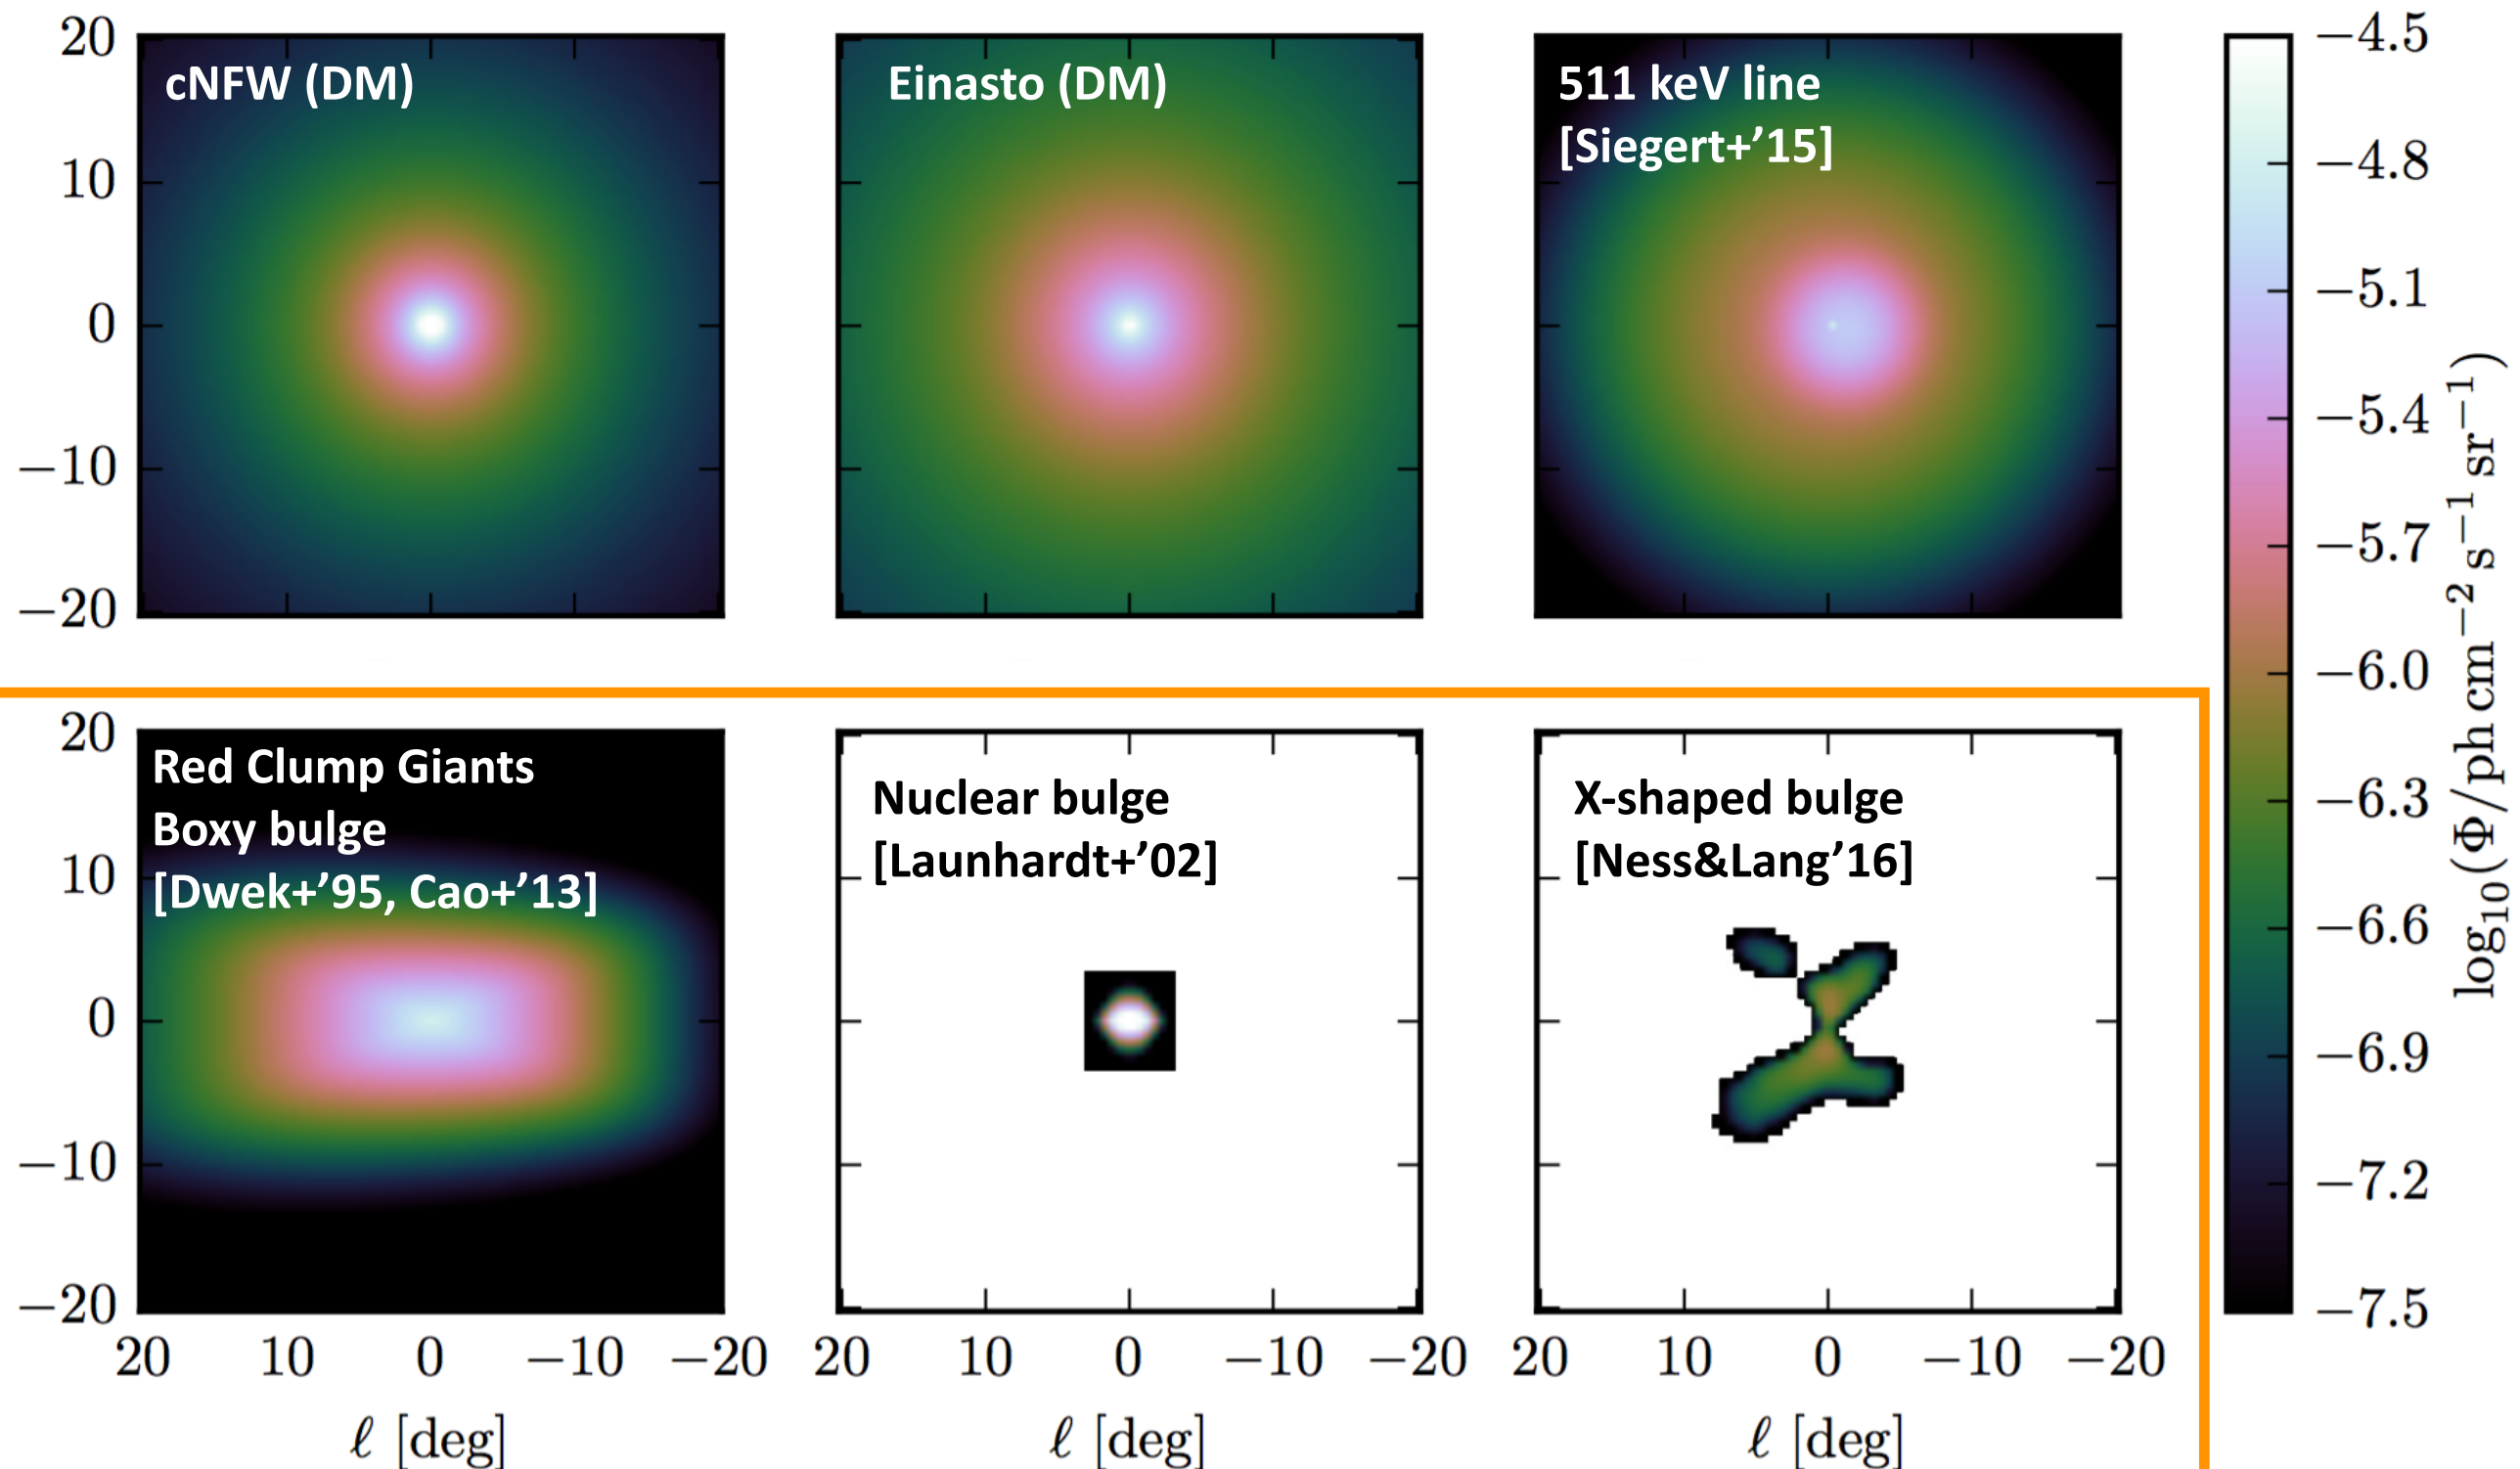 cNFW (DM)
Einasto (DM)
511 keV line
[Siegert+’15]
20
10
0
−10
−20
Red Clump Giants
Boxy bulge
[Dwek+’95, Cao+’13]
Nuclear bulge
[Launhardt+’02]
X-shaped bulge
[Ness&Lang’16]
20
10
0
−10
−20
20 10 0 −10 −20
20 10 0 −10 −20
20 10 0 −10 −20
ℓ [deg]
ℓ [deg]
ℓ [deg]
−4.5
−4.8
−5.1
−5.4
−5.7
−6.0
−6.3
−6.6
−6.9
−7.2
−7.5
log₁₀(Φ/ph cm⁻² s⁻¹ sr⁻¹)